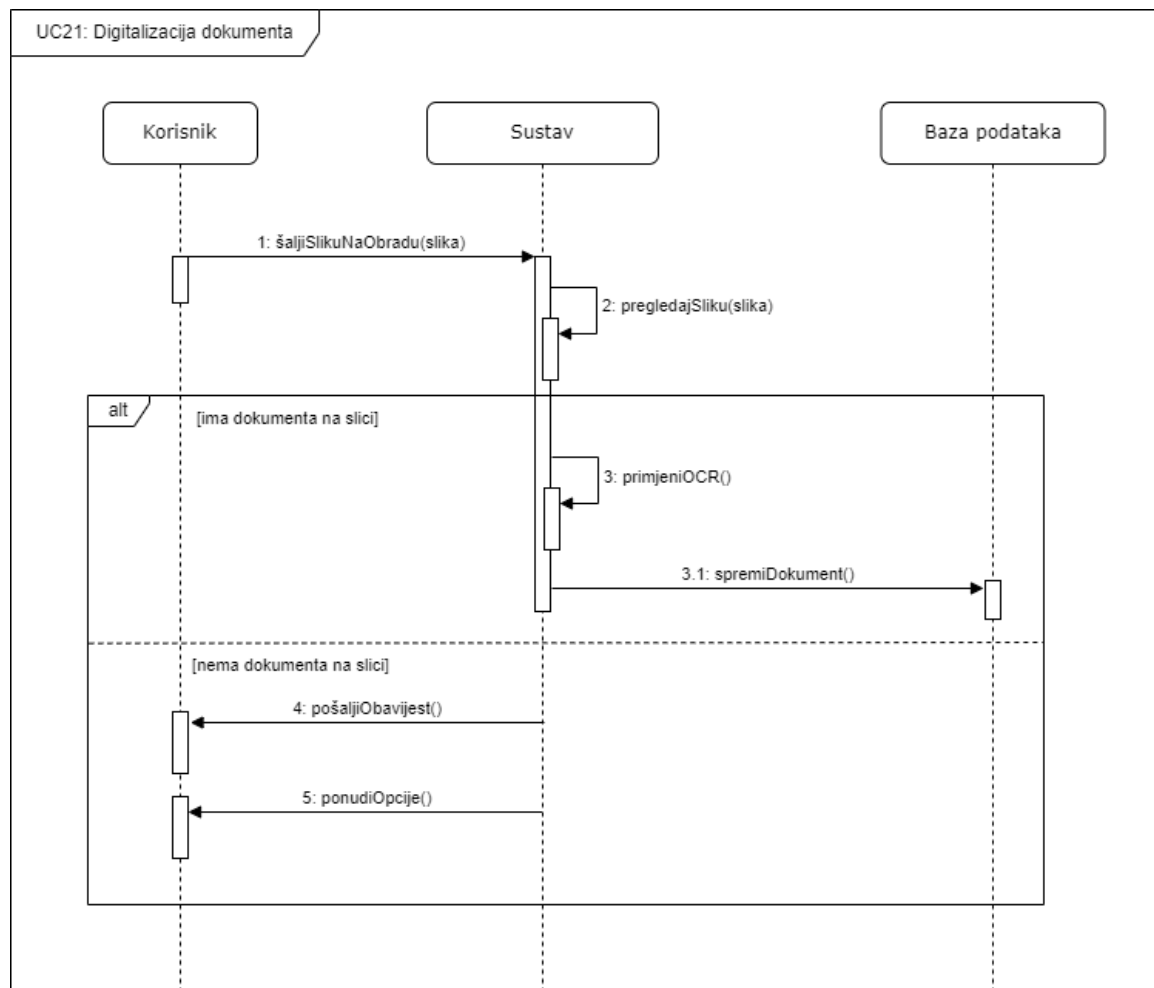 UC21: Digitalizacija dokumenta
Korisnik
Sustav
Baza podataka
1: šaljiSlikuNaObradu(slika)
2: pregledajSliku(slika)
alt
[ima dokumenta na slici]
3: primjeniOCR()
3.1: spremiDokument()
[nema dokumenta na slici]
4: pošaljiObavijest()
5: ponudiOpcije()